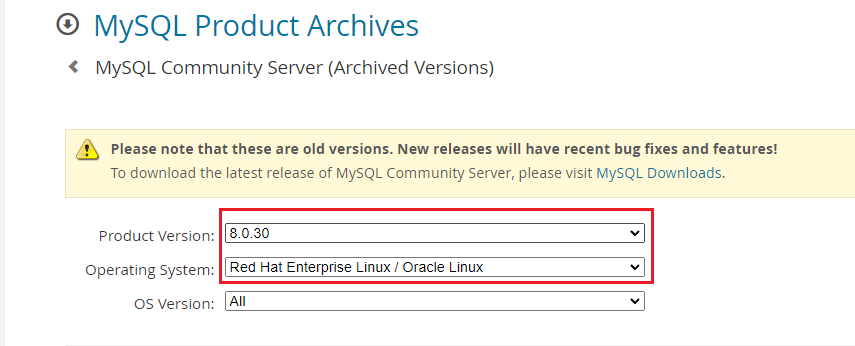 MySQL Product Archives
MySQL Community Server (Archived Versions)
Please note that these are old versions. New releases will have recent bug fixes and features!
To download the latest release of MySQL Community Server, please visit MySQL Downloads.
Product Version: 8.0.30
Operating System: Red Hat Enterprise Linux / Oracle Linux
OS Version: All